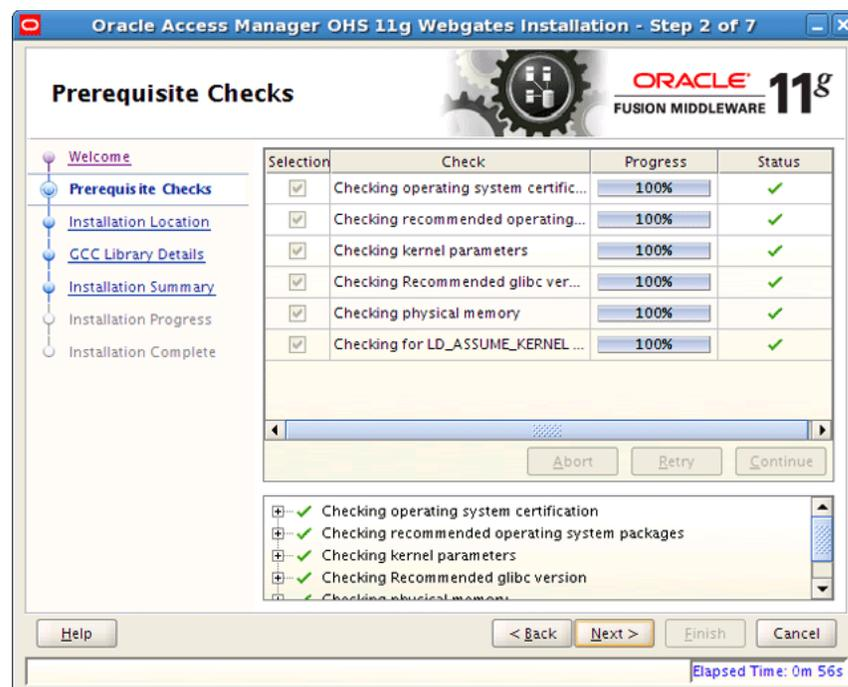 Oracle Access Manager OHS 11g Webgates Installation - Step 2 of 7
Prerequisite Checks
ORACLE
FUSION MIDDLEWARE 11g
Welcome
Prerequisite Checks
Installation Location
GCC Library Details
Installation Summary
Installation Progress
Installation Complete
Selection Check Progress Status
Checking operating system certific... 100%
Checking recommended operating... 100%
Checking kernel parameters 100%
Checking Recommended glibc ver... 100%
Checking physical memory 100%
Checking for LD_ASSUME_KERNEL ... 100%
Abort Retry Continue
Checking operating system certification
Checking recommended operating system packages
Checking kernel parameters
Checking Recommended glibc version
Checking physical memory
Help < Back Next > Finish Cancel
Elapsed Time: 0m 56s